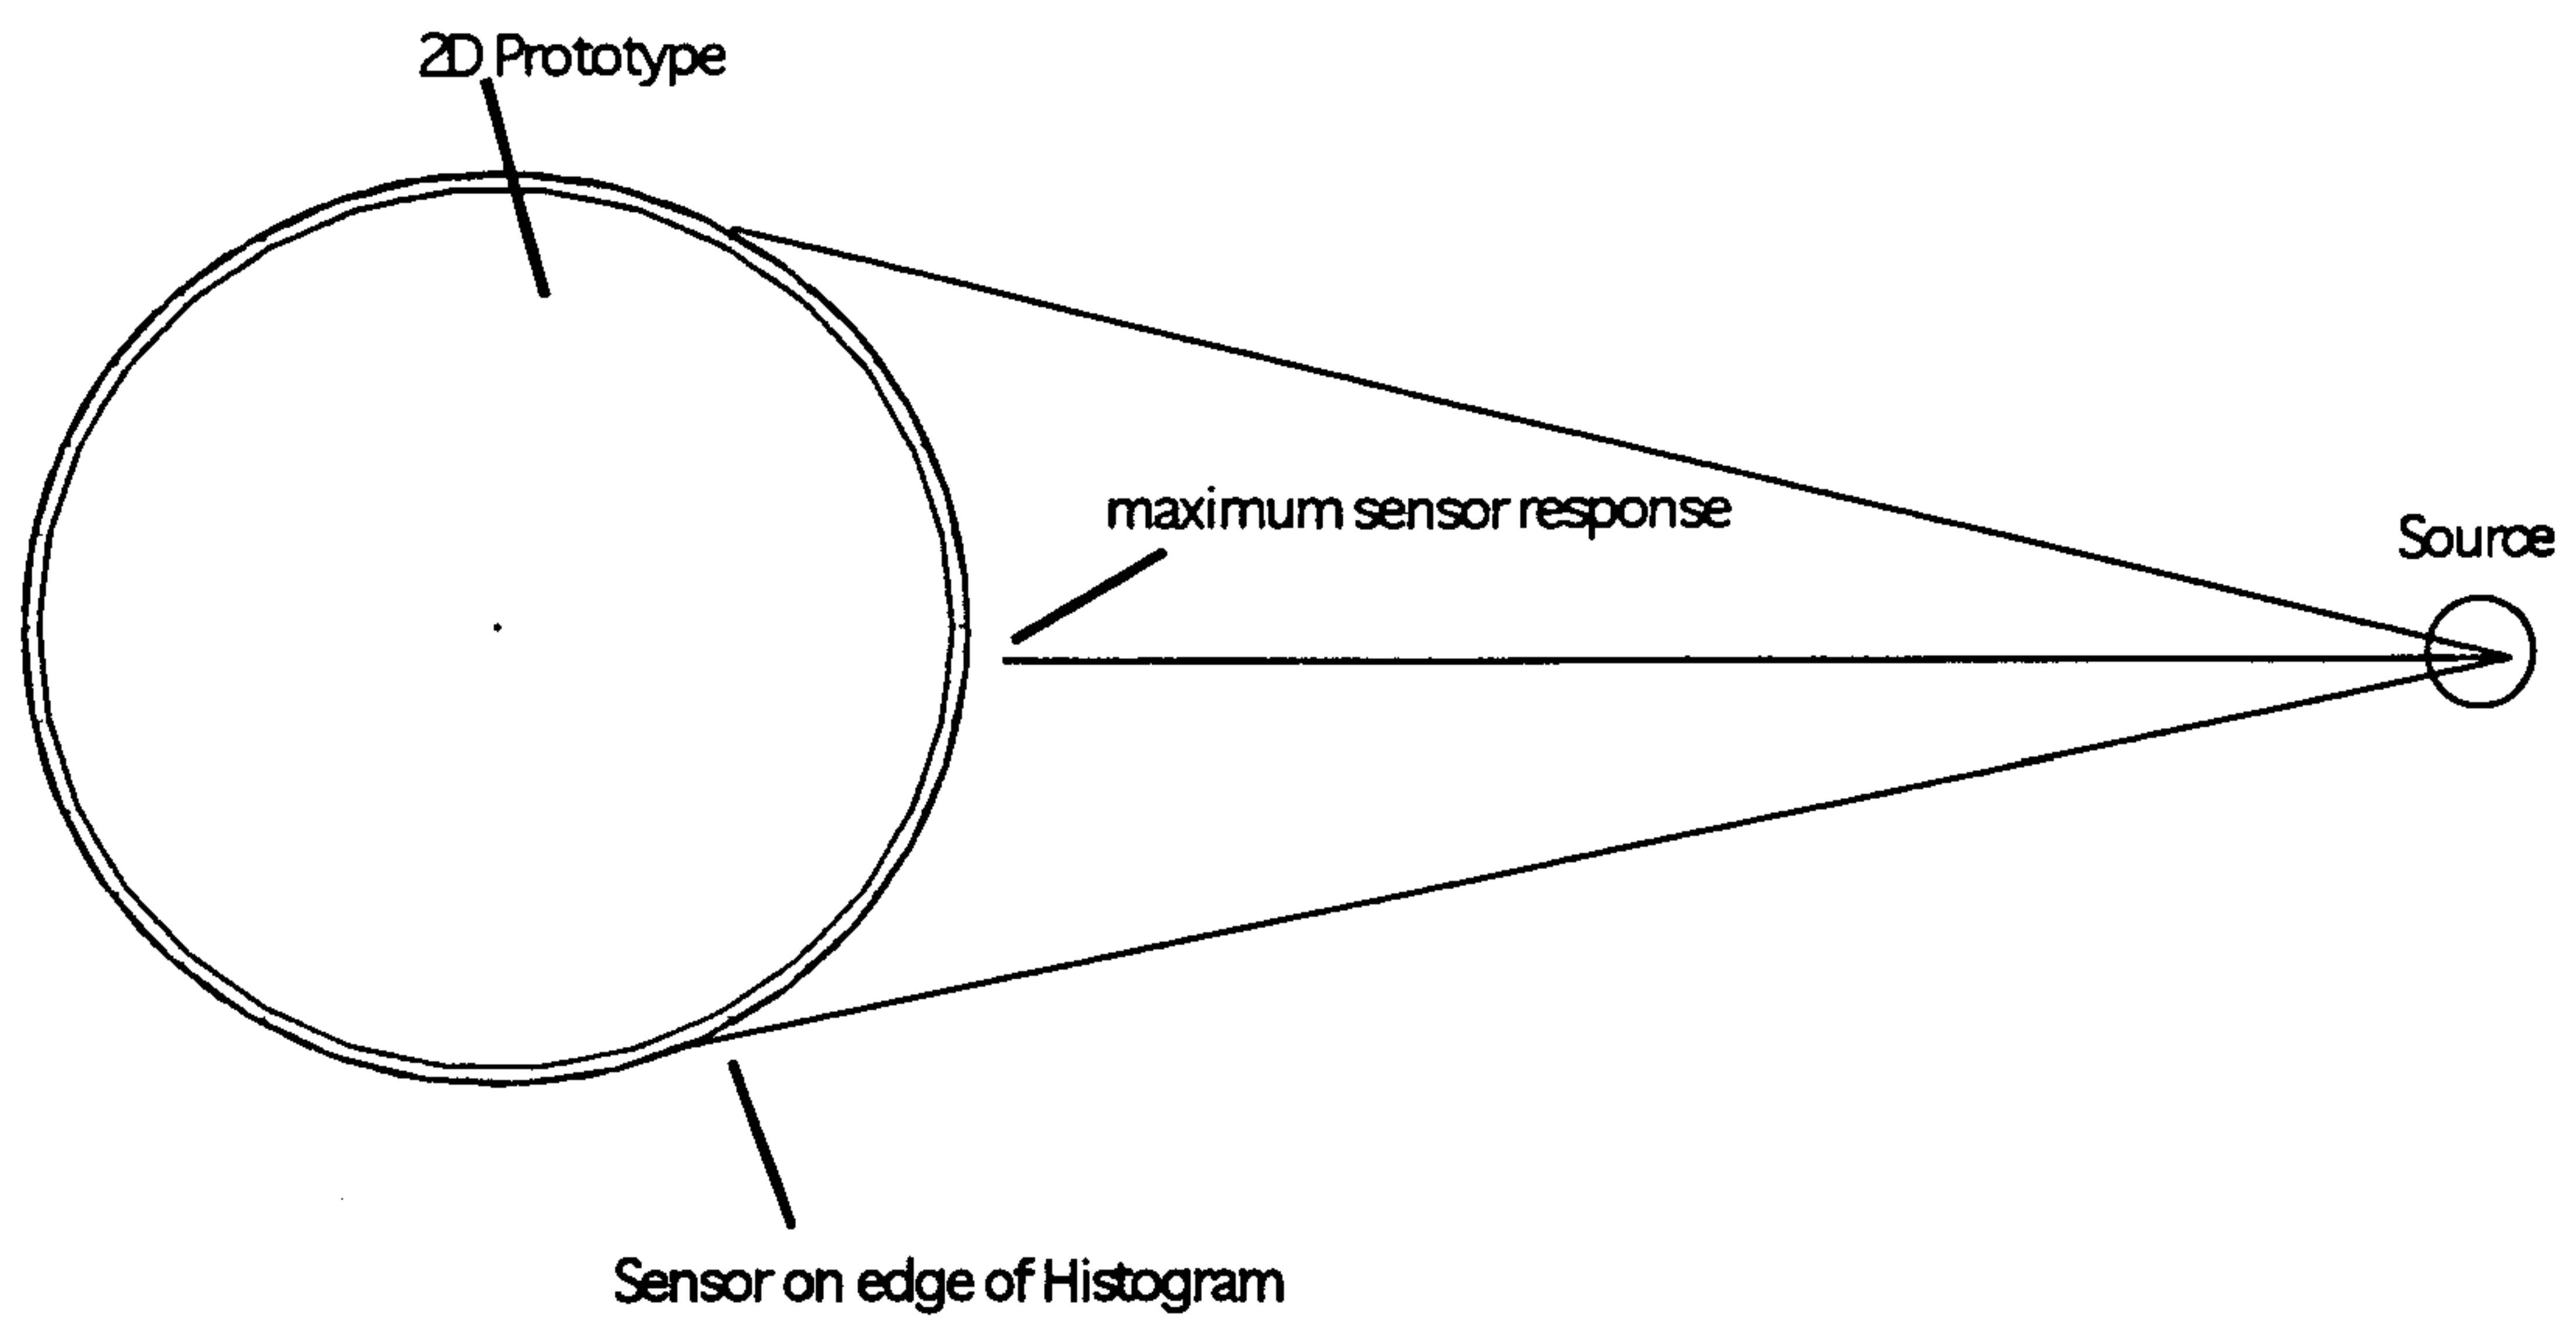 2D Prototype
maximum sensor response
Source
Sensor on edge of Histogram